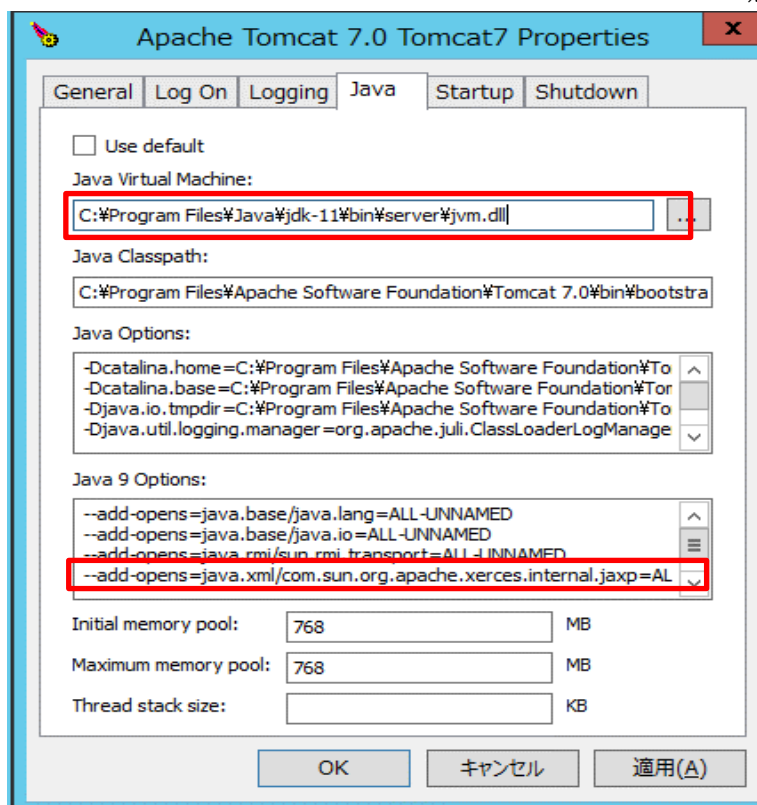 Apache Tomcat 7.0 Tomcat7 Properties
x
General Log On Logging Java Startup Shutdown
Use default
Java Virtual Machine:
C:¥Program Files¥Java¥jdk-11¥bin¥server¥jvm.dll
...
Java Classpath:
C:¥Program Files¥Apache Software Foundation¥Tomcat 7.0¥bin¥bootstra
Java Options:
-Dcatalina.home=C:¥Program Files¥Apache Software Foundation¥To
-Dcatalina.base=C:¥Program Files¥Apache Software Foundation¥Tom
-Djava.io.tmpdir=C:¥Program Files¥Apache Software Foundation¥To
-Djava.util.logging.manager=org.apache.juli.ClassLoaderLogManage
Java 9 Options:
--add-opens=java.base/java.lang=ALL-UNNAMED
--add-opens=java.base/java.io=ALL-UNNAMED
--add-opens=java.rmi/sun.rmi.transport=ALL-UNNAMED
--add-opens=java.xml/com.sun.org.apache.xerces.internal.jaxp=AL
Initial memory pool: 768 MB
Maximum memory pool: 768 MB
Thread stack size: KB
OK キャンセル 適用(A)